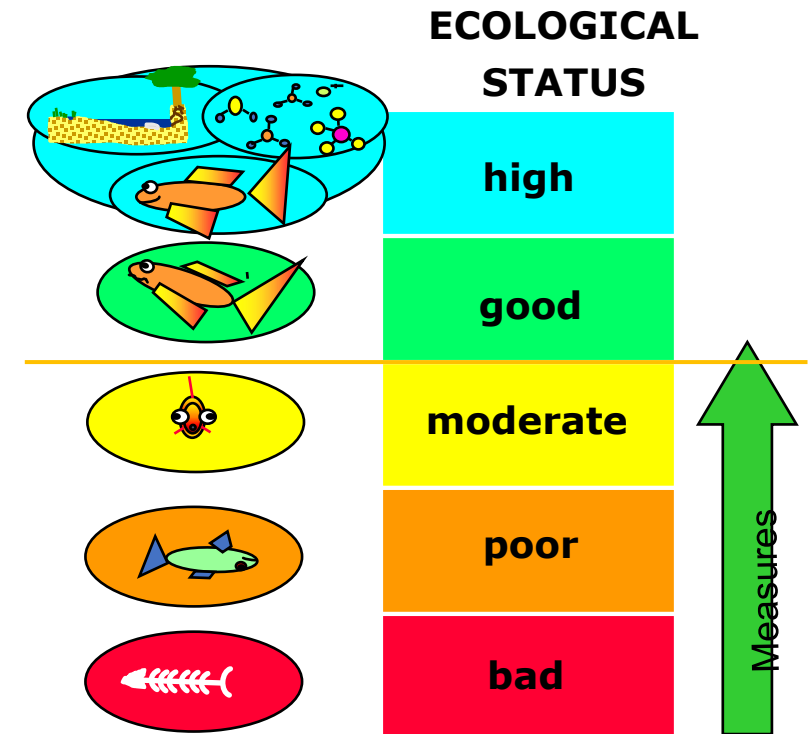 ECOLOGICAL
STATUS
high
good
moderate
poor
bad
Measures